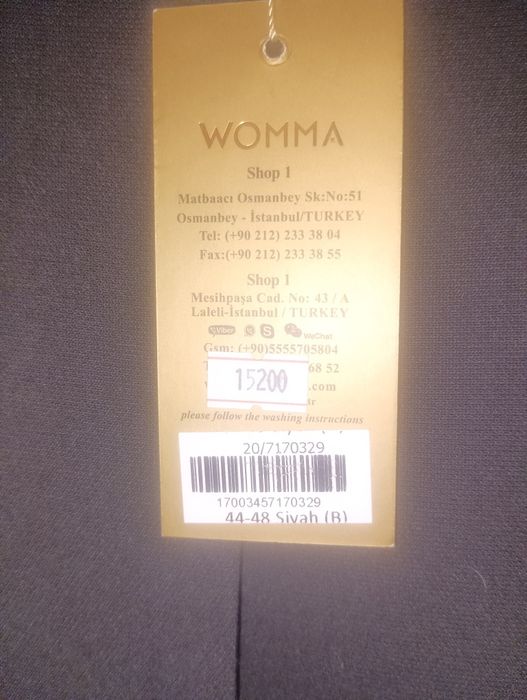 WOMMA
Shop 1
Matbaacı Osmanbey Sk:No:51
Osmanbey - İstanbul/TURKEY
Tel: (+90 212) 233 38 04
Fax:(+90 212) 233 38 55
Shop 1
Mesihpaşa Cad. No: 43 / A
Laleli-İstanbul / TURKEY
Viber S WeChat
Gsm: (+90)5555705804
68 52
15200
.com
tr
please follow the washing instructions
20/7170329
17003457170329
44-48 Siyah (B)